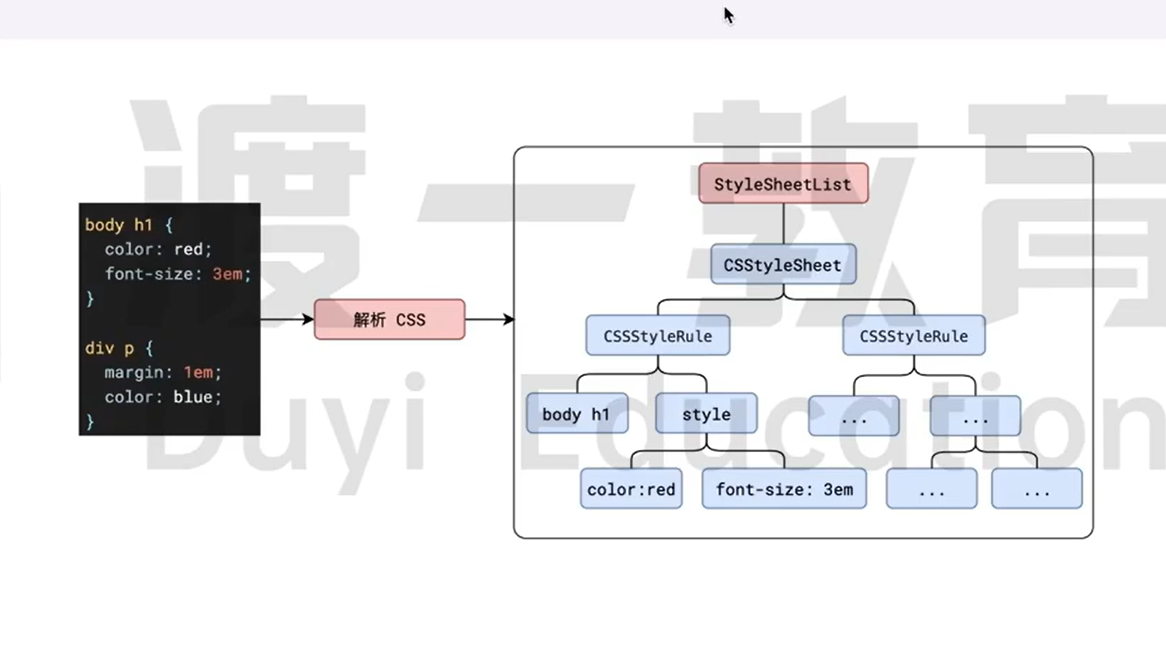 渡一教育
Duyi Education
body h1 {
color: red;
font-size: 3em;
}
div p {
margin: 1em;
color: blue;
}
解析 CSS
StyleSheetList
CSStyleSheet
CSSStyleRule
CSSStyleRule
body h1
style
...
...
color:red
font-size: 3em
...
...